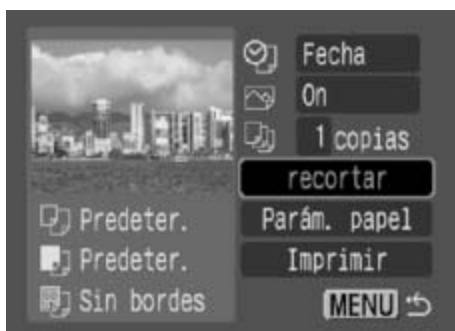 Fecha
On
1 copias
recortar
Predeter.
Parám. papel
Predeter.
Imprimir
Sin bordes
MENU